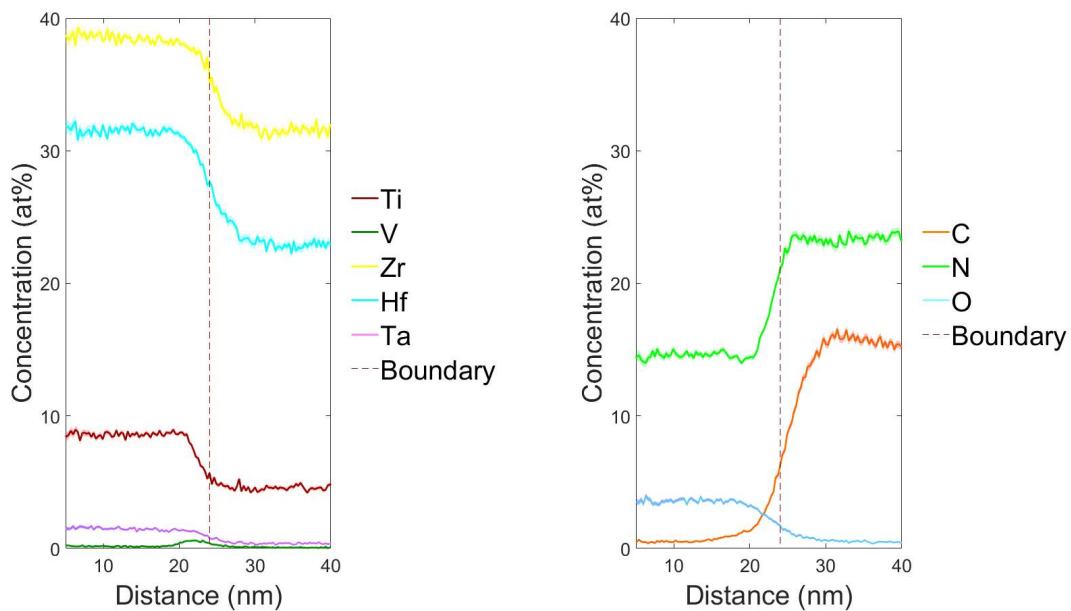 40
30
20
10
0
10
20
30
40
Concentration (at%)
Distance (nm)
Ti
V
Zr
Hf
Ta
Boundary
40
30
20
10
0
10
20
30
40
Concentration (at%)
Distance (nm)
C
N
O
Boundary